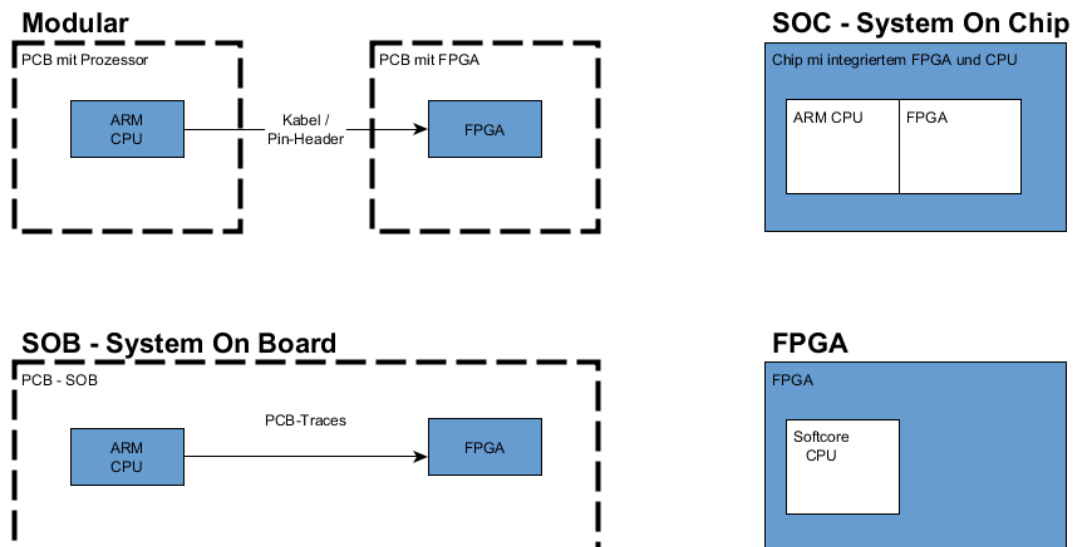 Modular
PCB mit Prozessor
ARM
CPU
Kabel /
Pin-Header
PCB mit FPGA
FPGA
SOC - System On Chip
Chip mi integriertem FPGA und CPU
ARM CPU
FPGA
SOB - System On Board
PCB - SOB
ARM
CPU
PCB-Traces
FPGA
FPGA
FPGA
Softcore
CPU